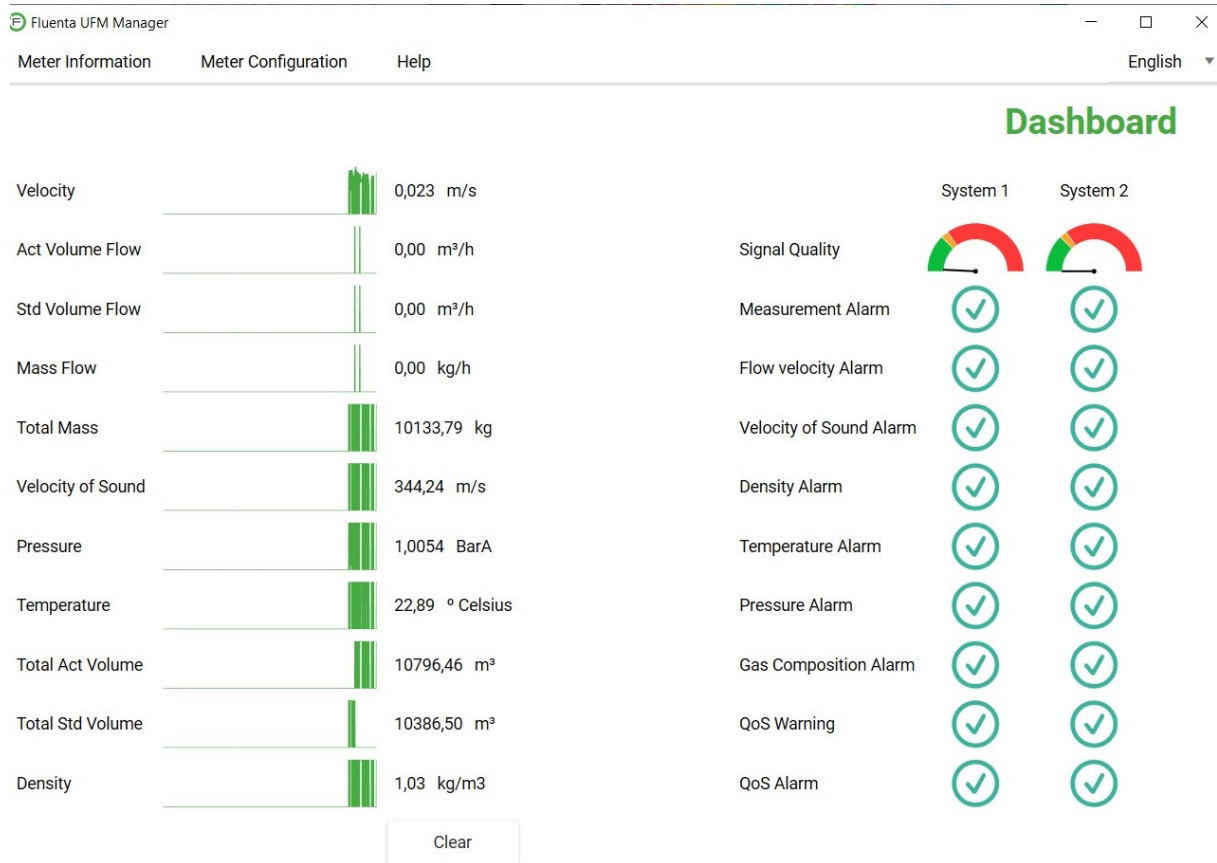 Fluenta UFM Manager
Meter Information Meter Configuration Help English
Dashboard
System 1 System 2
Velocity 0,023 m/s
Act Volume Flow 0,00 m³/h Signal Quality
Std Volume Flow 0,00 m³/h Measurement Alarm
Mass Flow 0,00 kg/h Flow velocity Alarm
Total Mass 10133,79 kg Velocity of Sound Alarm
Velocity of Sound 344,24 m/s Density Alarm
Pressure 1,0054 BarA Temperature Alarm
Temperature 22,89 º Celsius Pressure Alarm
Total Act Volume 10796,46 m³ Gas Composition Alarm
Total Std Volume 10386,50 m³ QoS Warning
Density 1,03 kg/m3 QoS Alarm
Clear